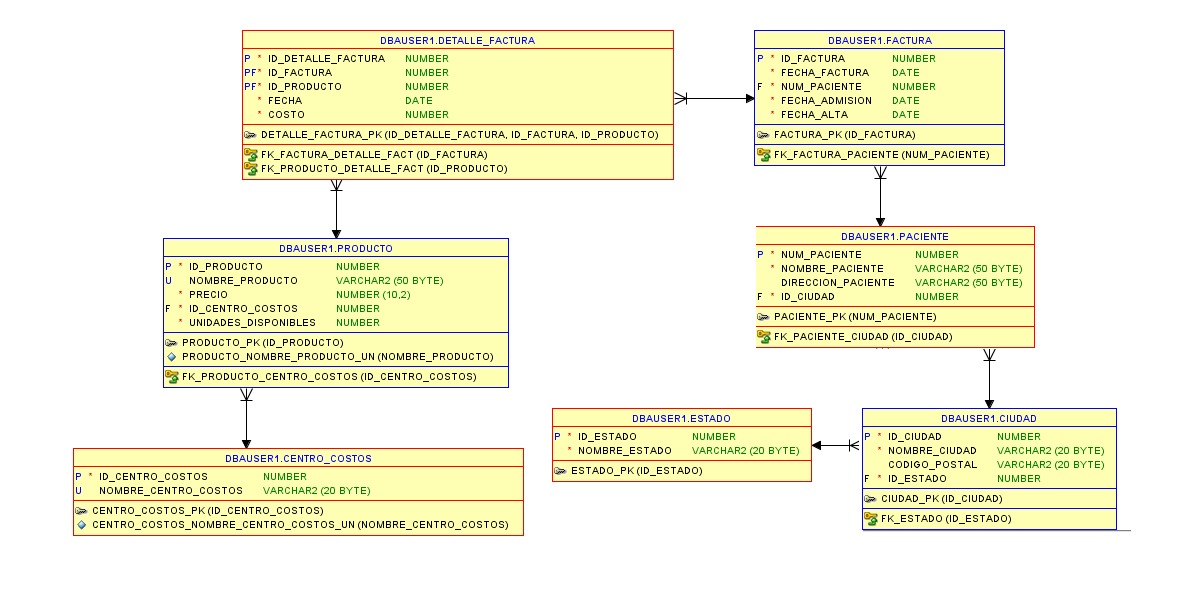 DBAUSER1.DETALLE_FACTURA
P * ID_DETALLE_FACTURA NUMBER
PF* ID_FACTURA NUMBER
PF* ID_PRODUCTO NUMBER
* FECHA DATE
* COSTO NUMBER
DETALLE_FACTURA_PK (ID_DETALLE_FACTURA, ID_FACTURA, ID_PRODUCTO)
FK_FACTURA_DETALLE_FACT (ID_FACTURA)
FK_PRODUCTO_DETALLE_FACT (ID_PRODUCTO)
DBAUSER1.FACTURA
P * ID_FACTURA NUMBER
* FECHA_FACTURA DATE
F * NUM_PACIENTE NUMBER
* FECHA_ADMISION DATE
* FECHA_ALTA DATE
FACTURA_PK (ID_FACTURA)
FK_FACTURA_PACIENTE (NUM_PACIENTE)
DBAUSER1.PRODUCTO
P * ID_PRODUCTO NUMBER
U NOMBRE_PRODUCTO VARCHAR2 (50 BYTE)
* PRECIO NUMBER (10,2)
F * ID_CENTRO_COSTOS NUMBER
* UNIDADES_DISPONIBLES NUMBER
PRODUCTO_PK (ID_PRODUCTO)
PRODUCTO_NOMBRE_PRODUCTO_UN (NOMBRE_PRODUCTO)
FK_PRODUCTO_CENTRO_COSTOS (ID_CENTRO_COSTOS)
DBAUSER1.PACIENTE
P * NUM_PACIENTE NUMBER
* NOMBRE_PACIENTE VARCHAR2 (50 BYTE)
DIRECCION_PACIENTE VARCHAR2 (50 BYTE)
F * ID_CIUDAD NUMBER
PACIENTE_PK (NUM_PACIENTE)
FK_PACIENTE_CIUDAD (ID_CIUDAD)
DBAUSER1.CENTRO_COSTOS
P * ID_CENTRO_COSTOS NUMBER
U NOMBRE_CENTRO_COSTOS VARCHAR2 (20 BYTE)
CENTRO_COSTOS_PK (ID_CENTRO_COSTOS)
CENTRO_COSTOS_NOMBRE_CENTRO_COSTOS_UN (NOMBRE_CENTRO_COSTOS)
DBAUSER1.ESTADO
P * ID_ESTADO NUMBER
* NOMBRE_ESTADO VARCHAR2 (20 BYTE)
ESTADO_PK (ID_ESTADO)
DBAUSER1.CIUDAD
P * ID_CIUDAD NUMBER
* NOMBRE_CIUDAD VARCHAR2 (20 BYTE)
CODIGO_POSTAL VARCHAR2 (20 BYTE)
F * ID_ESTADO NUMBER
CIUDAD_PK (ID_CIUDAD)
FK_ESTADO (ID_ESTADO)